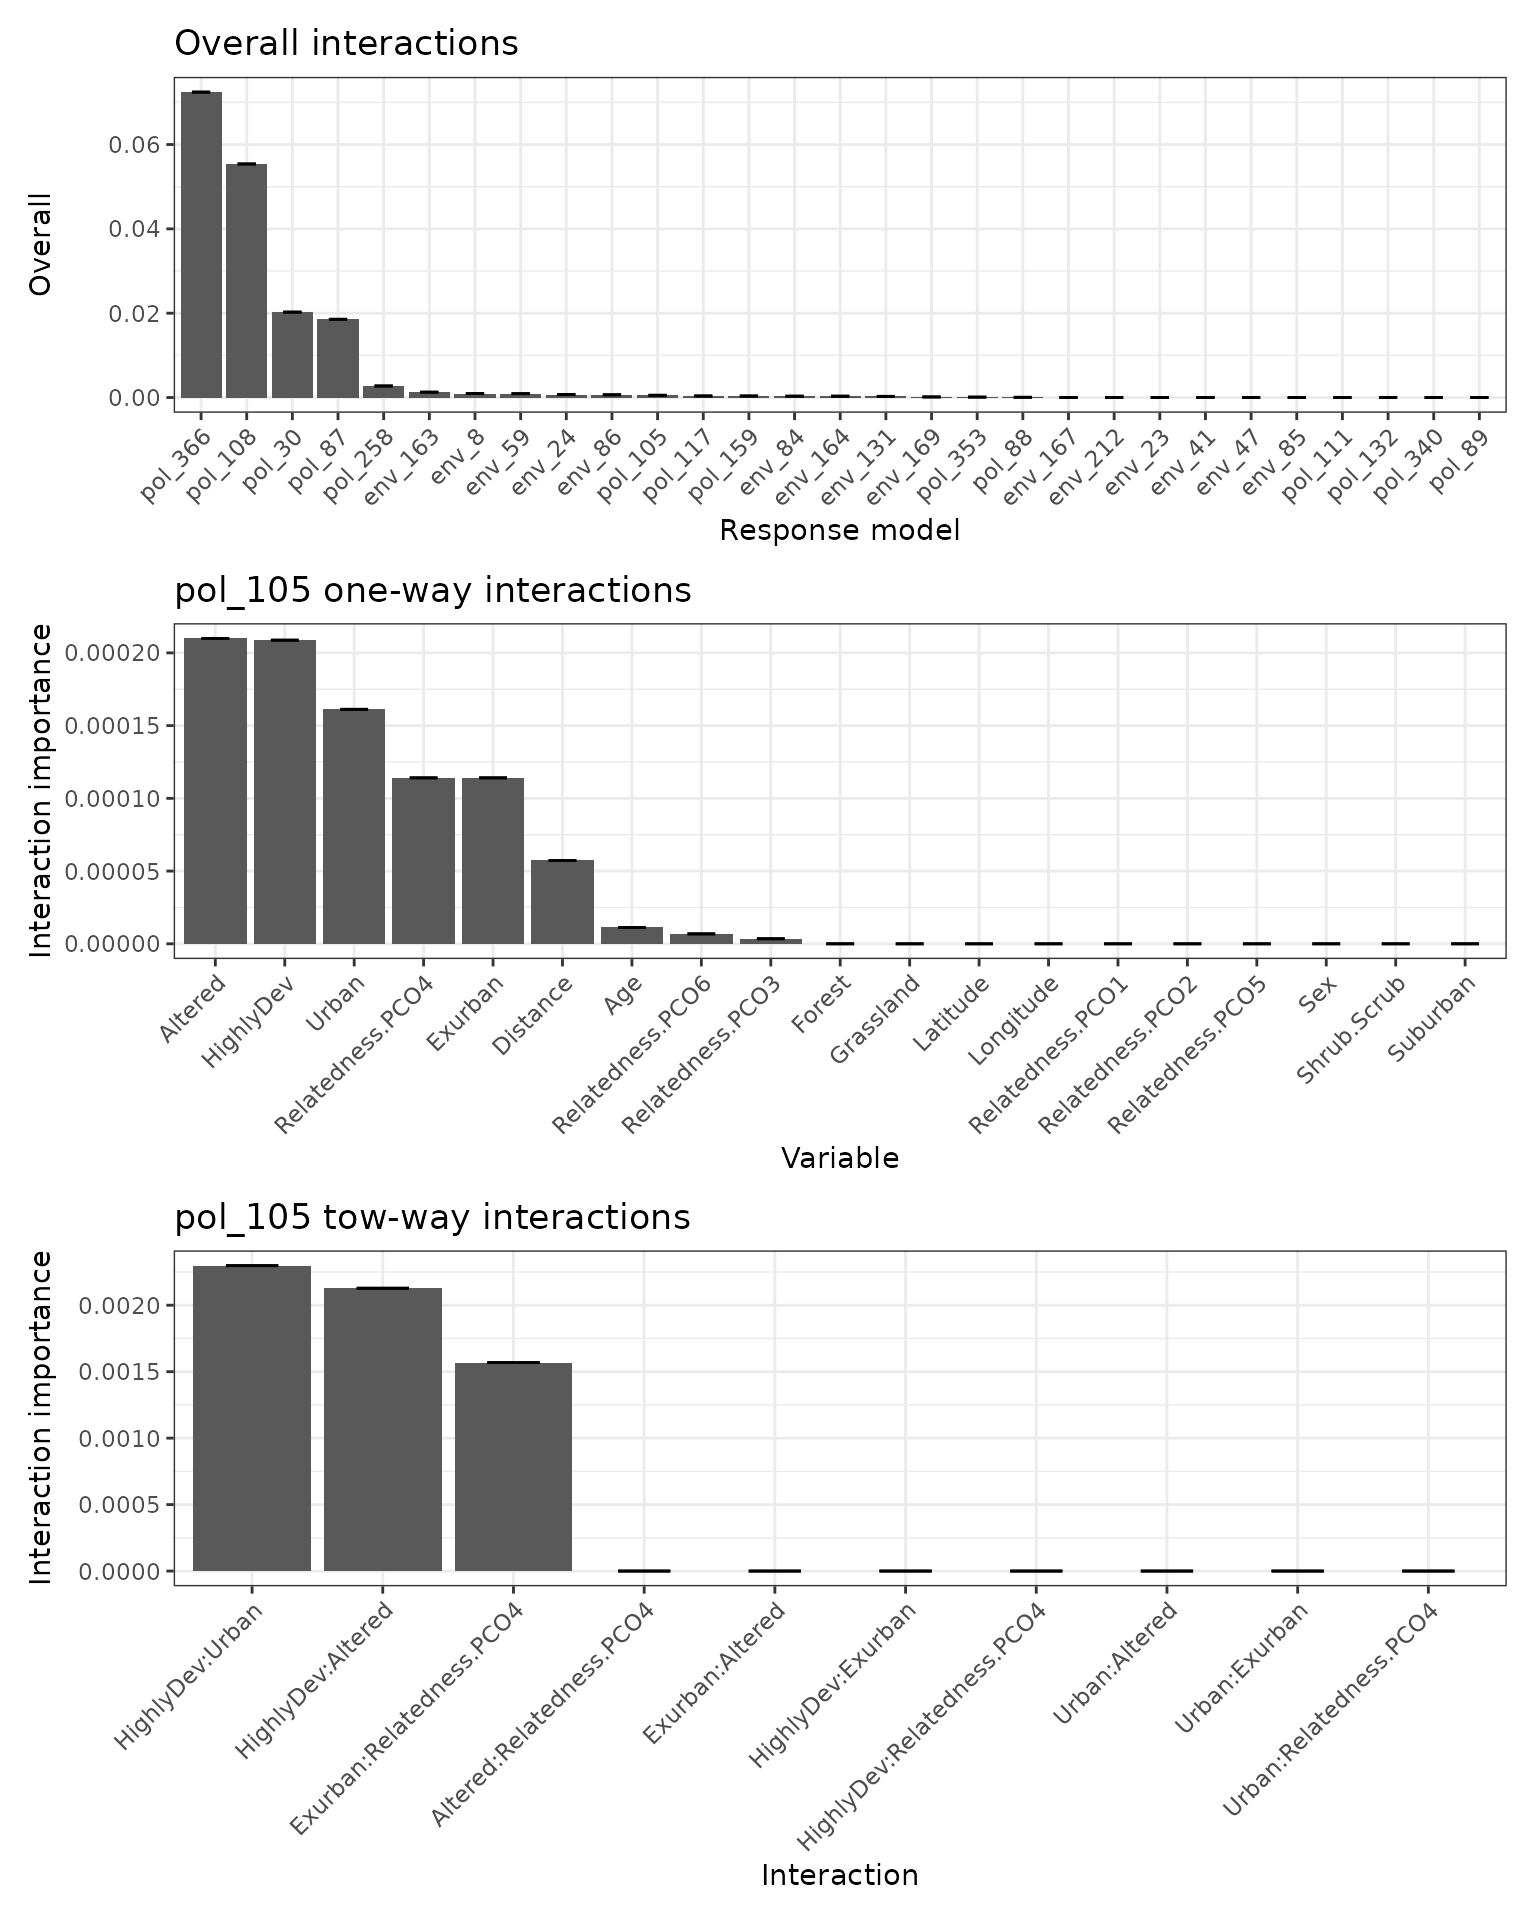 Overall interactions
Overall
0.06
0.04
0.02
0.00
pol_366 pol_108 pol_30 pol_87 pol_258 env_163 env_8 env_59 env_24 env_86 pol_105 pol_117 pol_159 env_84 env_164 env_131 env_169 pol_353 pol_88 env_167 env_212 env_23 env_41 env_47 env_85 pol_111 pol_132 pol_340 pol_89
Response model
pol_105 one-way interactions
Interaction importance
0.00020
0.00015
0.00010
0.00005
0.00000
Altered HighlyDev Urban Relatedness.PCO4 Exurban Distance Age Relatedness.PCO6 Relatedness.PCO3 Forest Grassland Latitude Longitude Relatedness.PCO1 Relatedness.PCO2 Relatedness.PCO5 Sex Shrub.Scrub Suburban
Variable
pol_105 tow-way interactions
Interaction importance
0.0020
0.0015
0.0010
0.0005
0.0000
HighlyDev:Urban HighlyDev:Altered Exurban:Relatedness.PCO4 Altered:Relatedness.PCO4 Exurban:Altered HighlyDev:Exurban HighlyDev:Relatedness.PCO4 Urban:Altered Urban:Exurban Urban:Relatedness.PCO4
Interaction